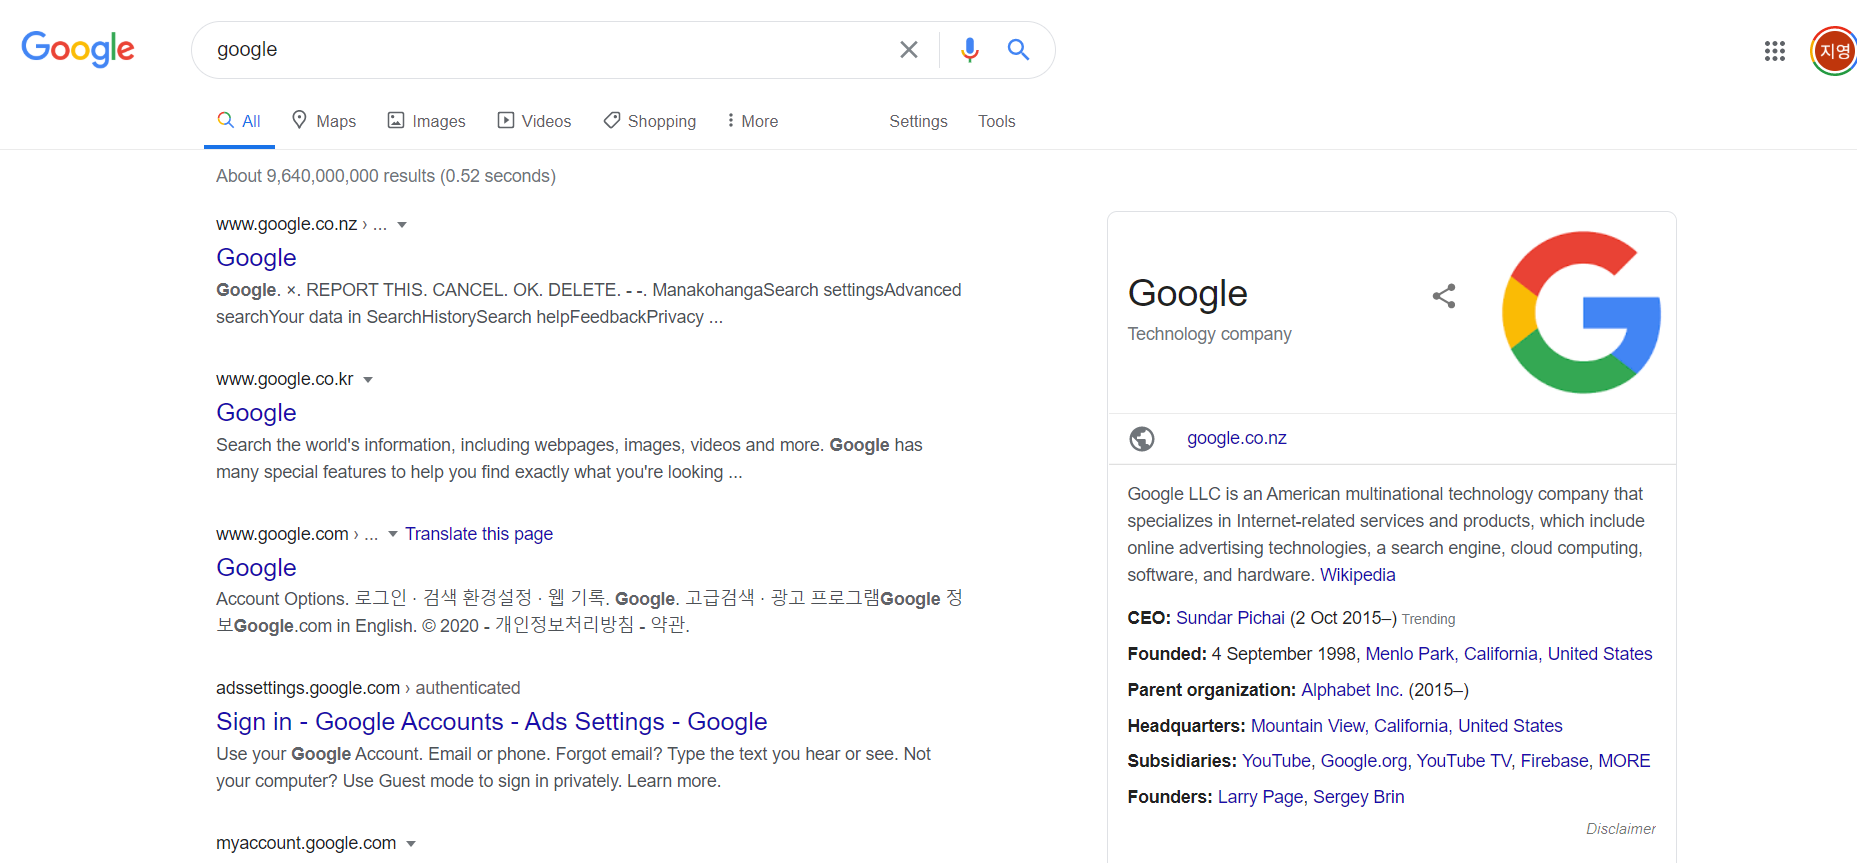 Google
google
지영
All
Maps
Images
Videos
Shopping
More
Settings
Tools
About 9,640,000,000 results (0.52 seconds)
www.google.co.nz › ...
Google
Google. ×. REPORT THIS. CANCEL. OK. DELETE. - -. ManakohangaSearch settingsAdvanced
searchYour data in SearchHistorySearch helpFeedbackPrivacy ...
www.google.co.kr
Google
Search the world's information, including webpages, images, videos and more. Google has
many special features to help you find exactly what you're looking ...
www.google.com › ... Translate this page
Google
Account Options. 로그인 · 검색 환경설정 · 웹 기록. Google. 고급검색 · 광고 프로그램Google 정
보Google.com in English. © 2020 - 개인정보처리방침 - 약관.
adssettings.google.com › authenticated
Sign in - Google Accounts - Ads Settings - Google
Use your Google Account. Email or phone. Forgot email? Type the text you hear or see. Not
your computer? Use Guest mode to sign in privately. Learn more.
myaccount.google.com
Google
Technology company
google.co.nz
Google LLC is an American multinational technology company that
specializes in Internet-related services and products, which include
online advertising technologies, a search engine, cloud computing,
software, and hardware. Wikipedia
CEO: Sundar Pichai (2 Oct 2015–) Trending
Founded: 4 September 1998, Menlo Park, California, United States
Parent organization: Alphabet Inc. (2015–)
Headquarters: Mountain View, California, United States
Subsidiaries: YouTube, Google.org, YouTube TV, Firebase, MORE
Founders: Larry Page, Sergey Brin
Disclaimer